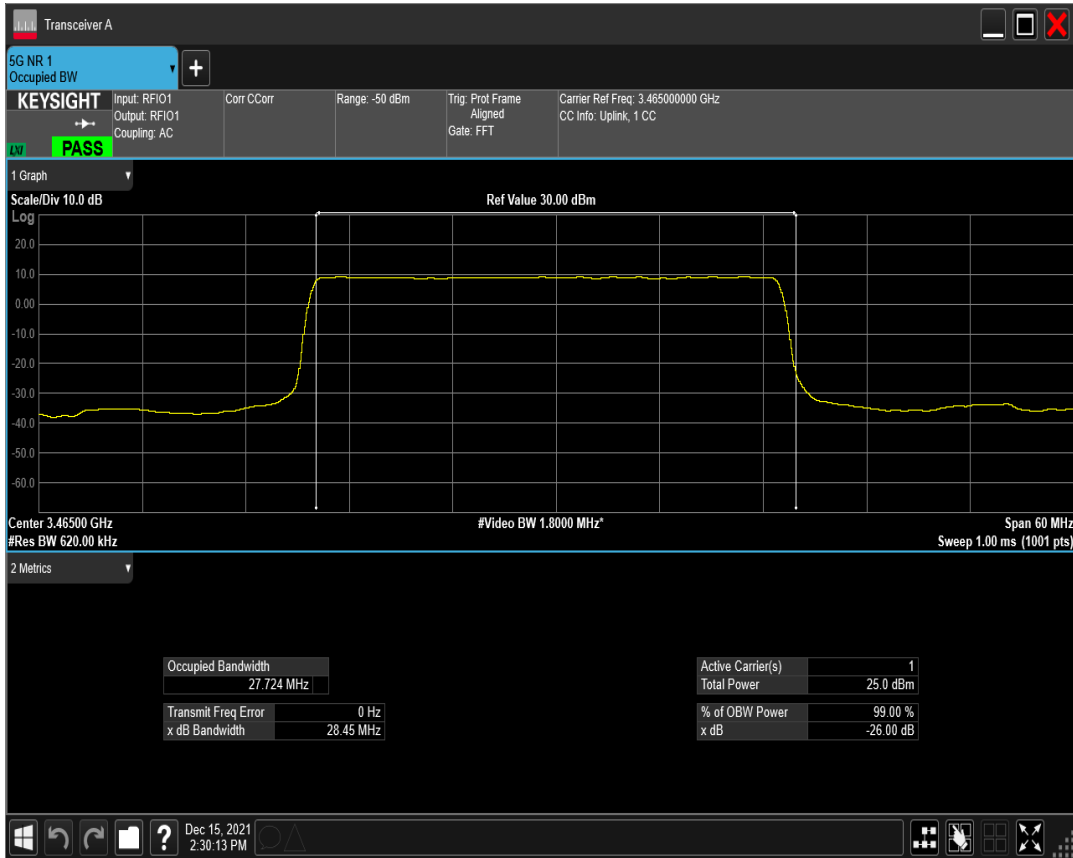 Transceiver A
5G NR 1
Occupied BW
KEYSIGHT
LXI
PASS
Input: RFIO1
Output: RFIO1
Coupling: AC
Corr CCorr
Range: -50 dBm
Trig: Prot Frame
Aligned
Gate: FFT
Carrier Ref Freq: 3.465000000 GHz
CC Info: Uplink, 1 CC
1 Graph
Scale/Div 10.0 dB
Ref Value 30.00 dBm
Log
20.0
10.0
0.00
-10.0
-20.0
-30.0
-40.0
-50.0
-60.0
Center 3.46500 GHz
#Video BW 1.8000 MHz*
Span 60 MHz
#Res BW 620.00 kHz
Sweep 1.00 ms (1001 pts)
2 Metrics
Occupied Bandwidth
27.724 MHz
Transmit Freq Error 0 Hz
x dB Bandwidth 28.45 MHz
Active Carrier(s) 1
Total Power 25.0 dBm
% of OBW Power 99.00 %
x dB -26.00 dB
?
Dec 15, 2021
2:30:13 PM